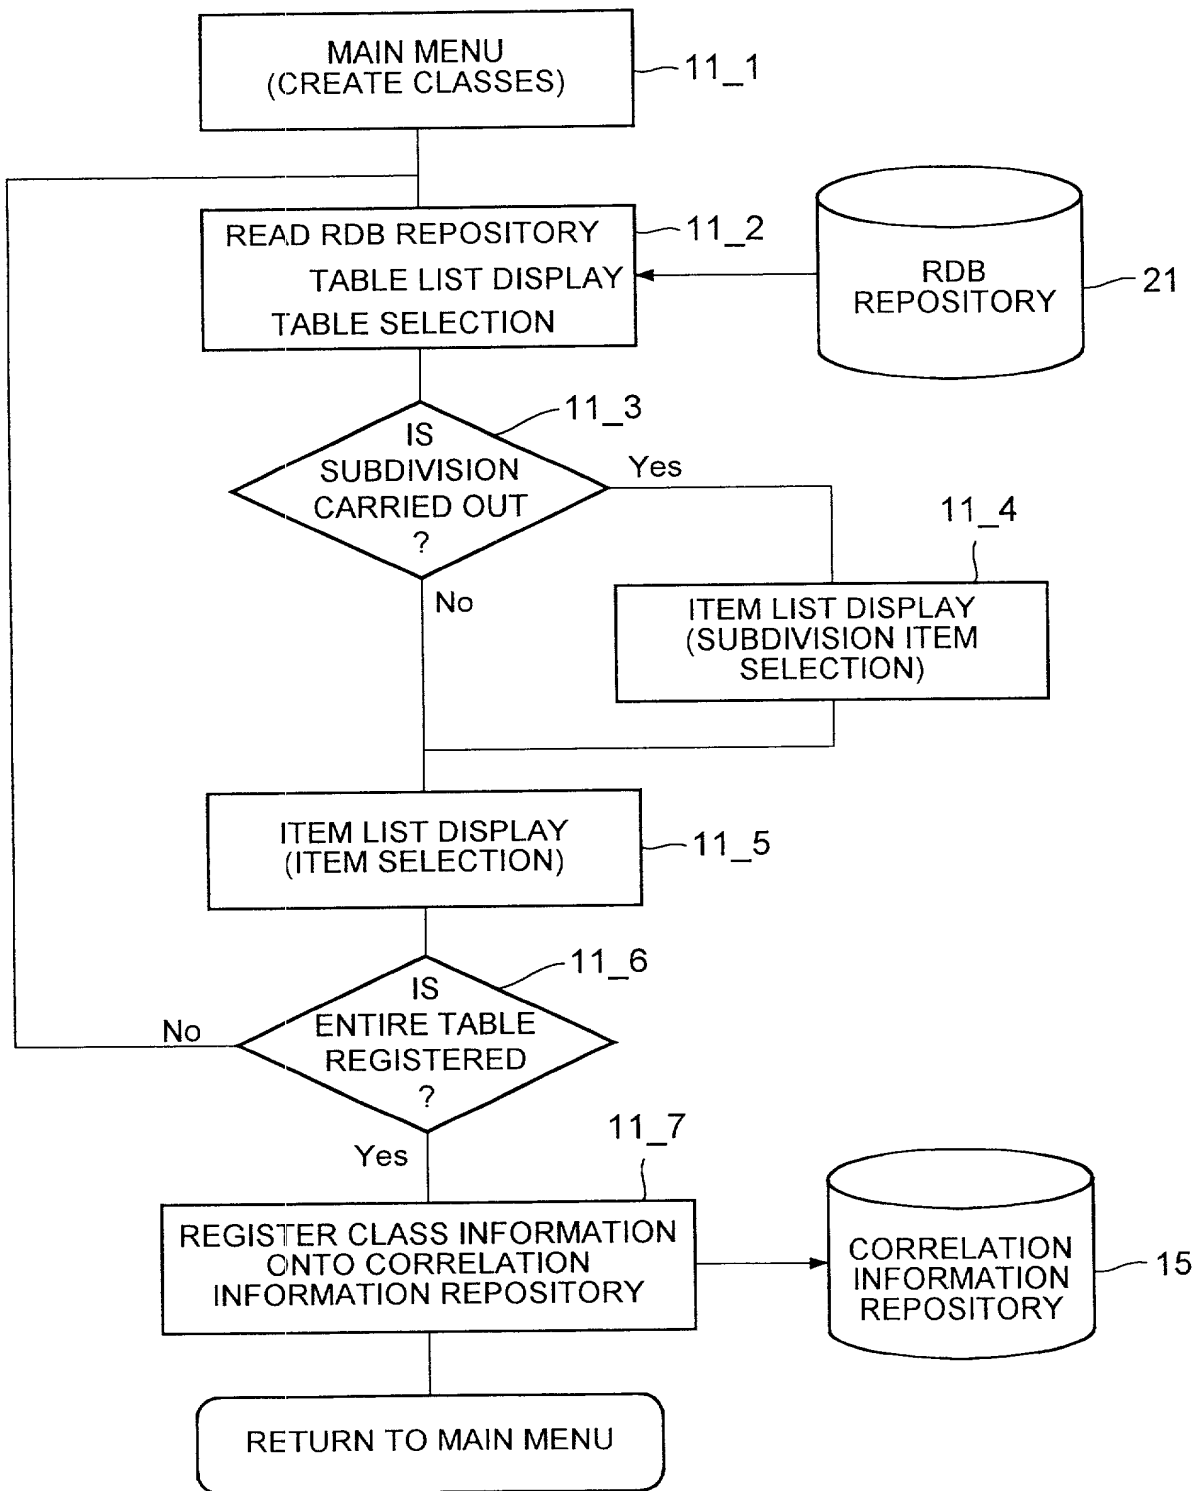 MAIN MENU
(CREATE CLASSES)
11_1
READ RDB REPOSITORY
TABLE LIST DISPLAY
TABLE SELECTION
11_2
RDB
REPOSITORY
21
IS
SUBDIVISION
CARRIED OUT
?
11_3
Yes
No
11_4
ITEM LIST DISPLAY
(SUBDIVISION ITEM
SELECTION)
ITEM LIST DISPLAY
(ITEM SELECTION)
11_5
IS
ENTIRE TABLE
REGISTERED
?
11_6
No
Yes
11_7
REGISTER CLASS INFORMATION
ONTO CORRELATION
INFORMATION REPOSITORY
CORRELATION
INFORMATION
REPOSITORY
15
RETURN TO MAIN MENU